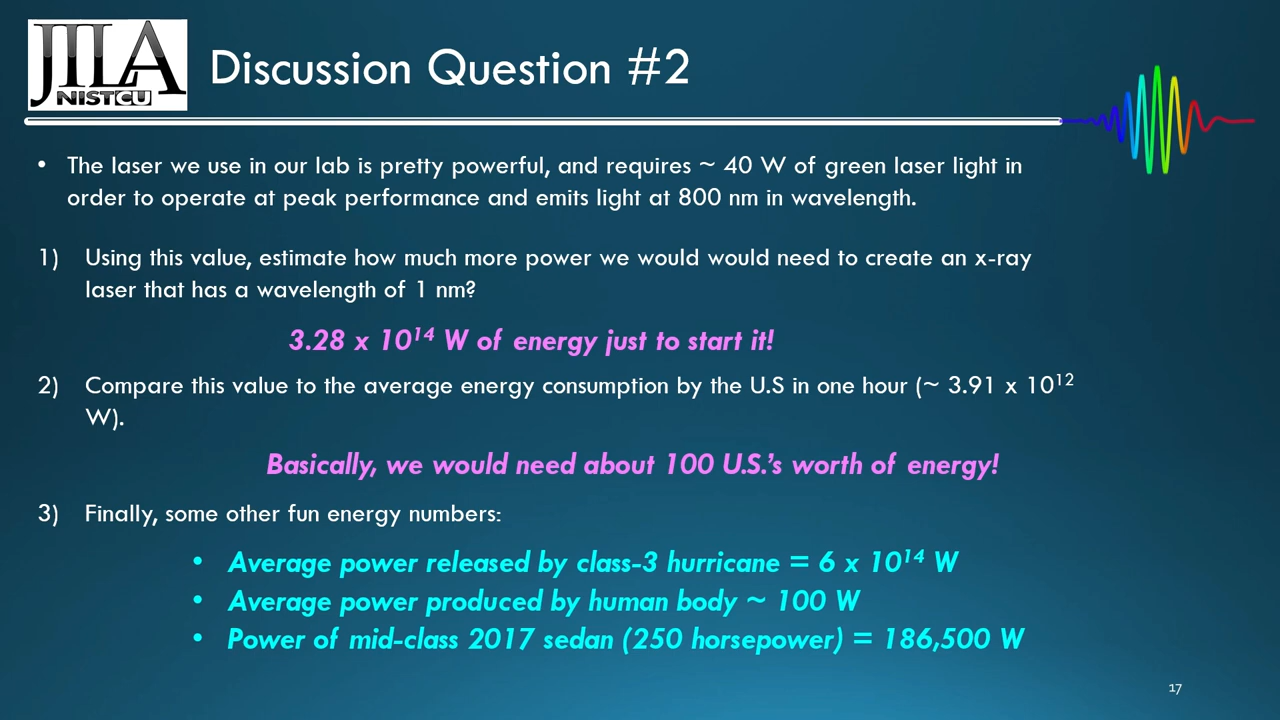 JILA
NIST CU
Discussion Question #2
• The laser we use in our lab is pretty powerful, and requires ~ 40 W of green laser light in
order to operate at peak performance and emits light at 800 nm in wavelength.
1) Using this value, estimate how much more power we would would need to create an x-ray
laser that has a wavelength of 1 nm?
3.28 x 10¹⁴ W of energy just to start it!
2) Compare this value to the average energy consumption by the U.S in one hour (~ 3.91 x 10¹²
W).
Basically, we would need about 100 U.S.'s worth of energy!
3) Finally, some other fun energy numbers:
• Average power released by class-3 hurricane = 6 x 10¹⁴ W
• Average power produced by human body ~ 100 W
• Power of mid-class 2017 sedan (250 horsepower) = 186,500 W
17